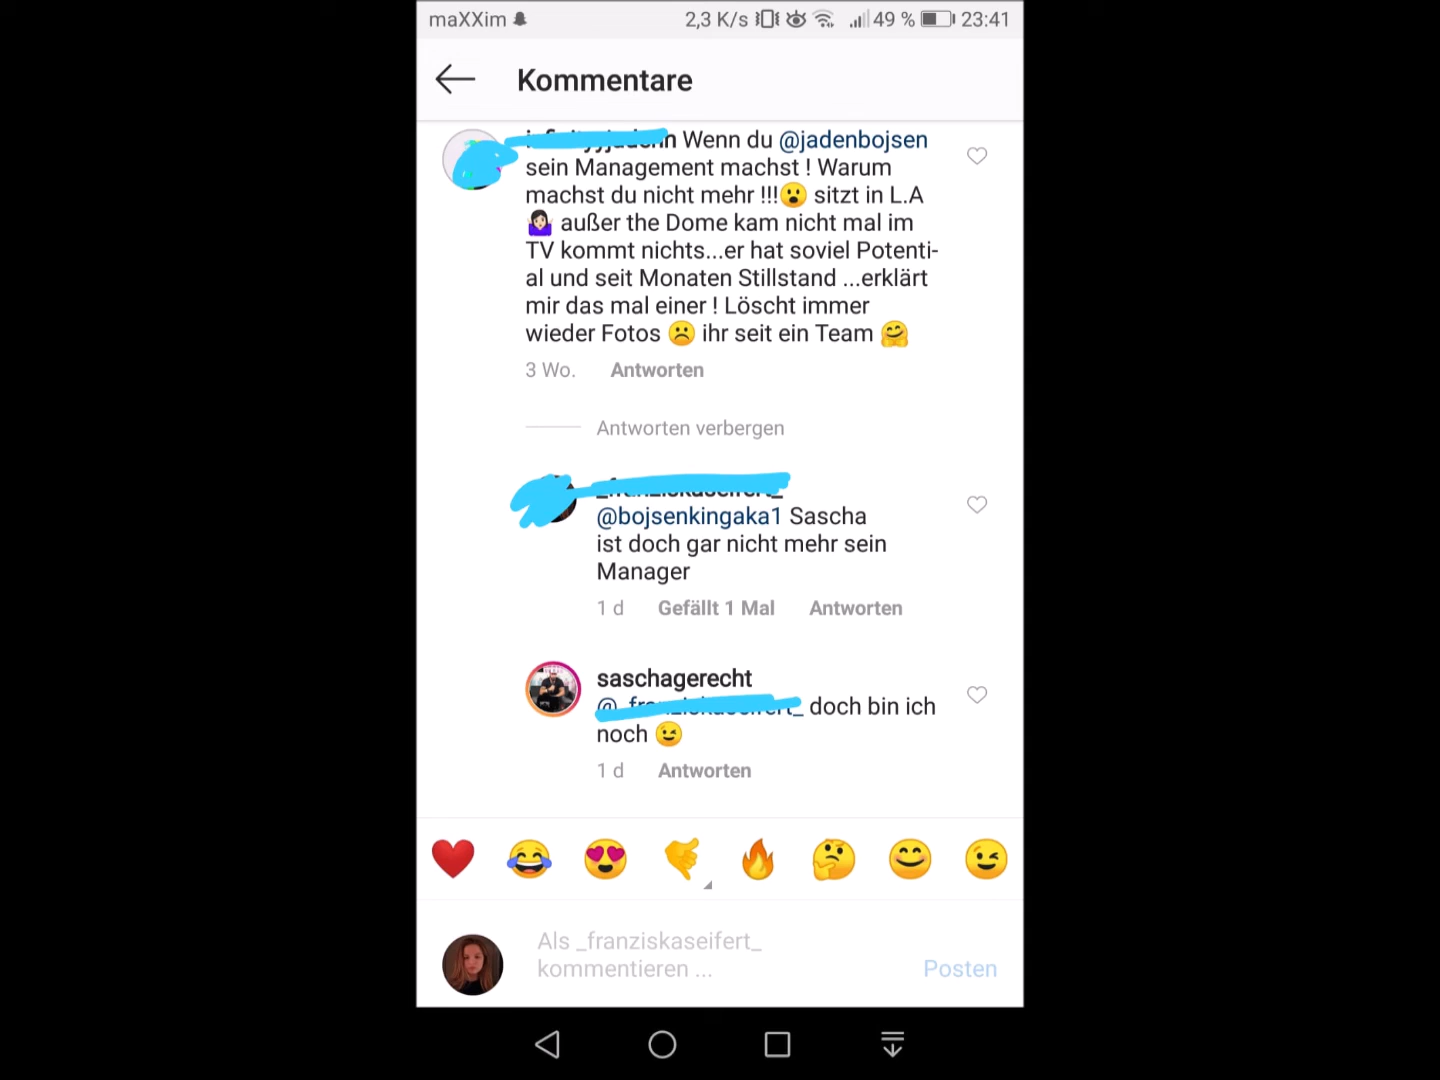 maXXim 2,3 K/s 49 % 23:41
Kommentare
Wenn du @jadenbojsen
sein Management machst ! Warum
machst du nicht mehr !!!😮 sitzt in L.A
🤷🏻‍♀️ außer the Dome kam nicht mal im
TV kommt nichts...er hat soviel Potenti-
al und seit Monaten Stillstand ...erklärt
mir das mal einer ! Löscht immer
wieder Fotos ☹️ ihr seit ein Team 🤗
3 Wo. Antworten
Antworten verbergen
@bojsenkingaka1 Sascha
ist doch gar nicht mehr sein
Manager
1 d Gefällt 1 Mal Antworten
saschagerecht
doch bin ich
noch 😉
1 d Antworten
❤️ 😂 😍 🤙 🔥 🤔 😊 😉
Als _franziskaseifert_
kommentieren ...
Posten